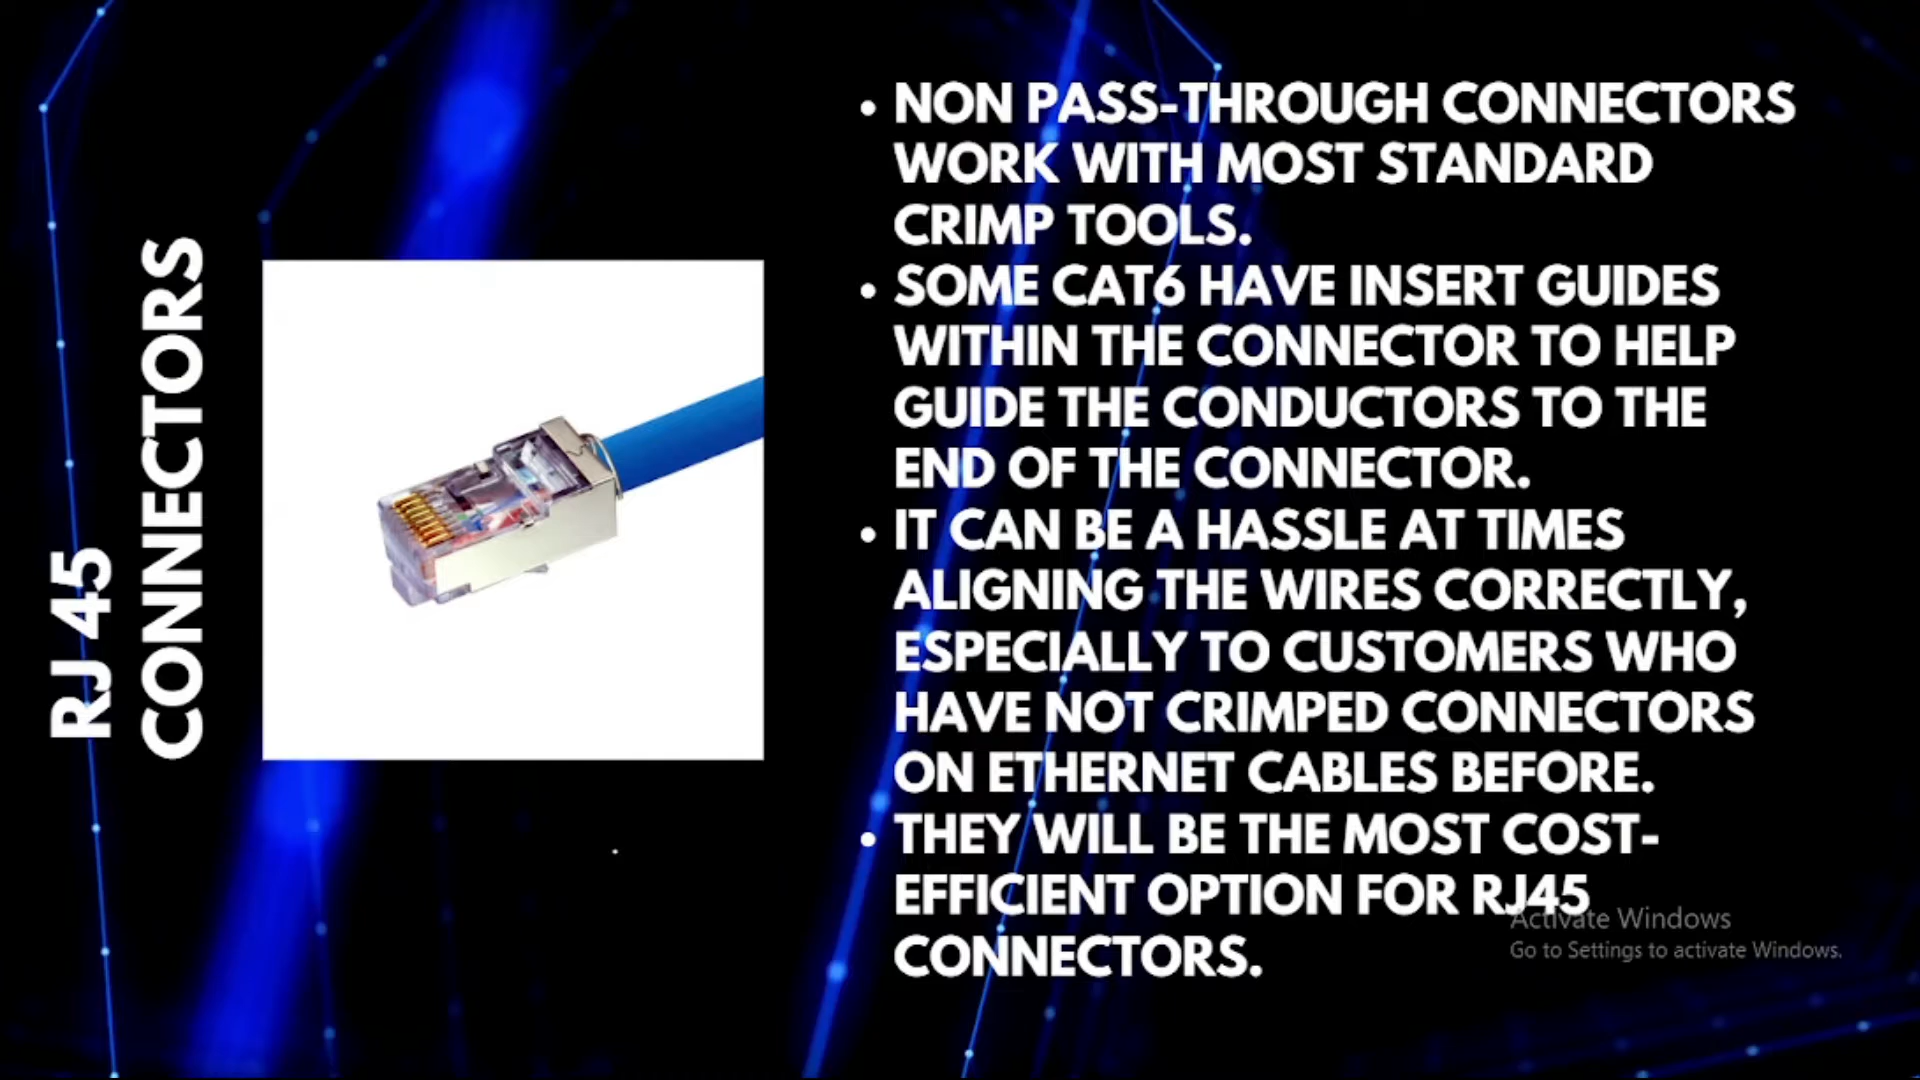 RJ 45
CONNECTORS
• NON PASS-THROUGH CONNECTORS
WORK WITH MOST STANDARD
CRIMP TOOLS.
• SOME CAT6 HAVE INSERT GUIDES
WITHIN THE CONNECTOR TO HELP
GUIDE THE CONDUCTORS TO THE
END OF THE CONNECTOR.
• IT CAN BE A HASSLE AT TIMES
ALIGNING THE WIRES CORRECTLY,
ESPECIALLY TO CUSTOMERS WHO
HAVE NOT CRIMPED CONNECTORS
ON ETHERNET CABLES BEFORE.
• THEY WILL BE THE MOST COST-
EFFICIENT OPTION FOR RJ45
CONNECTORS.
Activate Windows
Go to Settings to activate Windows.